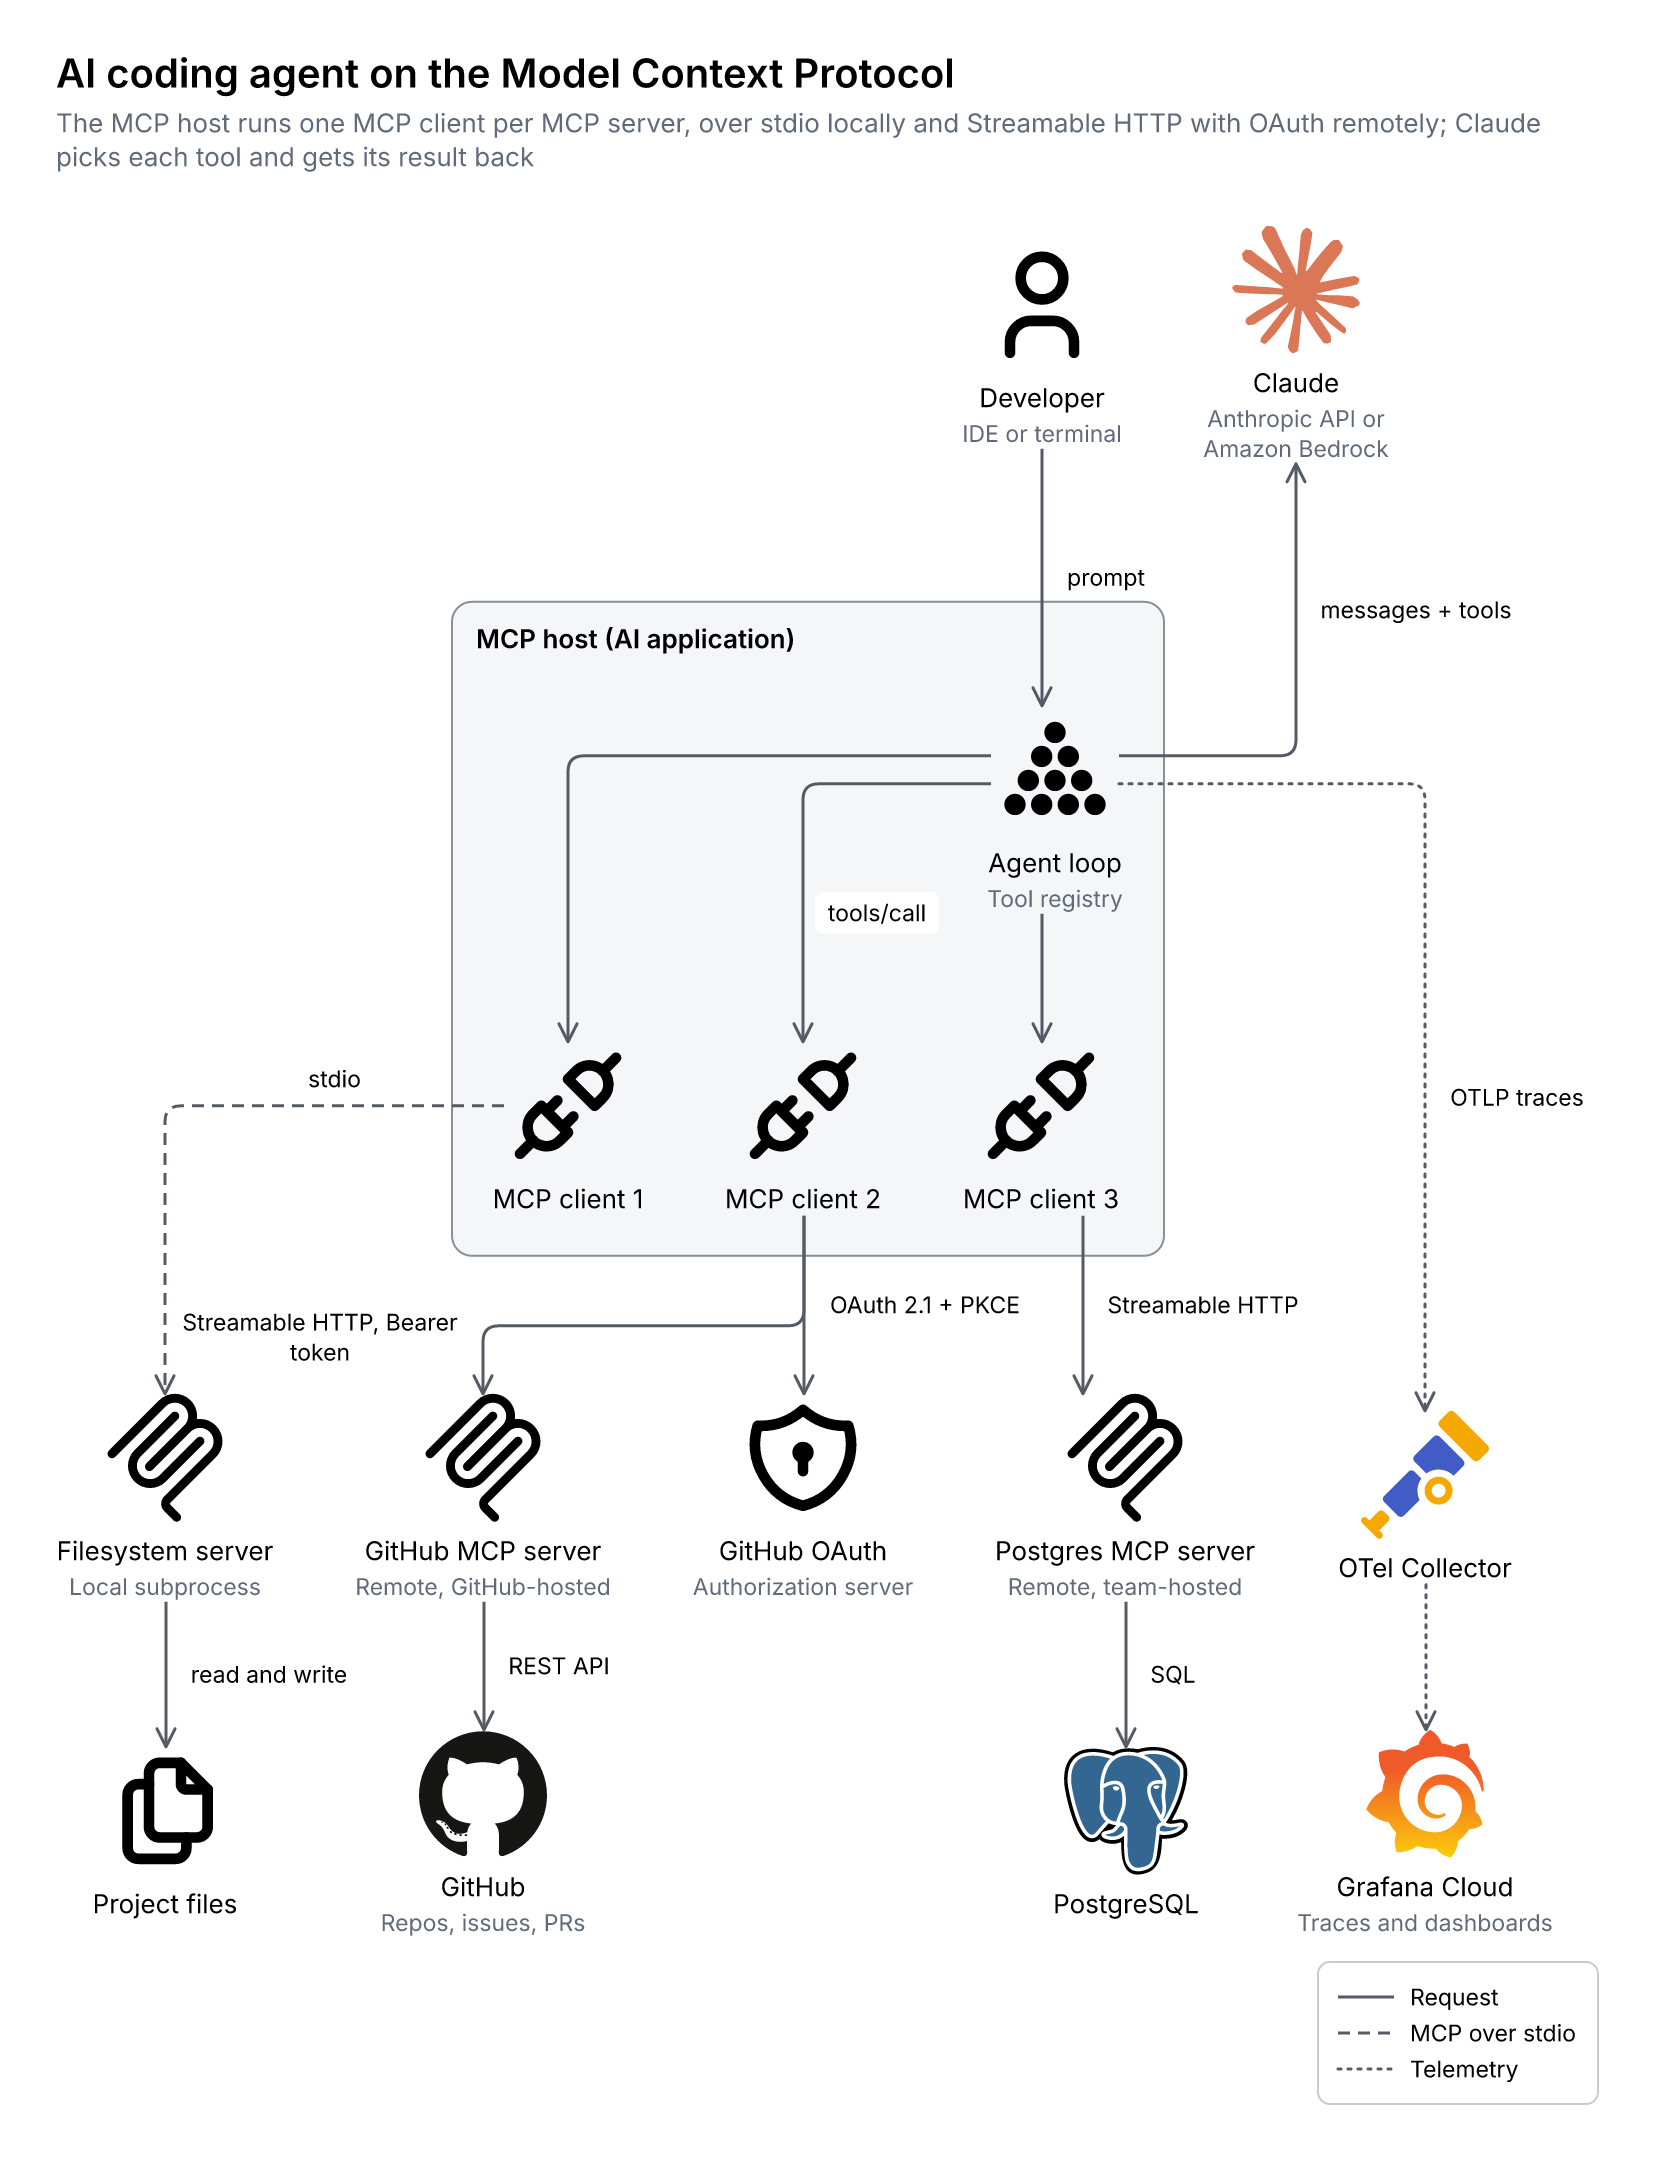 AI coding agent on the Model Context Protocol
The MCP host runs one MCP client per MCP server, over stdio locally and Streamable HTTP with OAuth remotely; Claude
picks each tool and gets its result back
Developer
IDE or terminal
Claude
Anthropic API or
Amazon Bedrock
prompt
messages + tools
MCP host (AI application)
Agent loop
Tool registry
tools/call
stdio
OTLP traces
MCP client 1
MCP client 2
MCP client 3
Streamable HTTP, Bearer
token
OAuth 2.1 + PKCE
Streamable HTTP
Filesystem server
Local subprocess
GitHub MCP server
Remote, GitHub-hosted
GitHub OAuth
Authorization server
Postgres MCP server
Remote, team-hosted
OTel Collector
read and write
REST API
SQL
Project files
GitHub
Repos, issues, PRs
PostgreSQL
Grafana Cloud
Traces and dashboards
Request
MCP over stdio
Telemetry